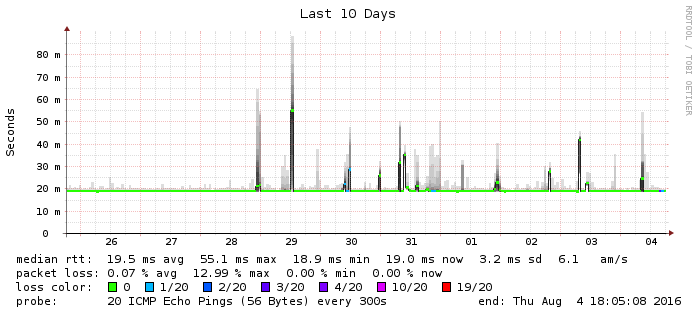 Last 10 Days
RRDTOOL / TOBI OETIKER
Seconds
80 m
70 m
60 m
50 m
40 m
30 m
20 m
10 m
0
26 27 28 29 30 31 01 02 03 04
median rtt: 19.5 ms avg 55.1 ms max 18.9 ms min 19.0 ms now 3.2 ms sd 6.1 am/s
packet loss: 0.07 % avg 12.99 % max 0.00 % min 0.00 % now
loss color: 0 1/20 2/20 3/20 4/20 10/20 19/20
probe: 20 ICMP Echo Pings (56 Bytes) every 300s end: Thu Aug 4 18:05:08 2016